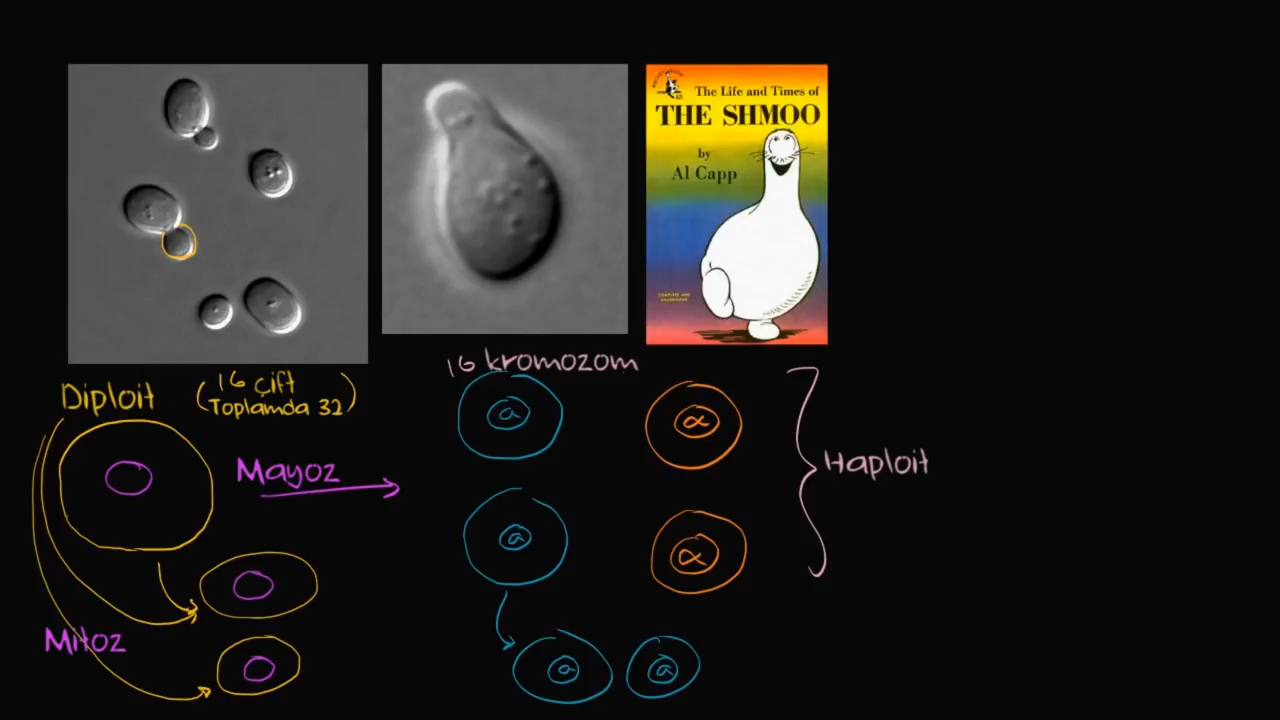 The Life and Times of
THE SHMOO
by
Al Capp
16 kromozom
Diploit
(16 çift
Toplamda 32)
a
α
Mayoz
Haploit
a
α
Mitoz
a
a